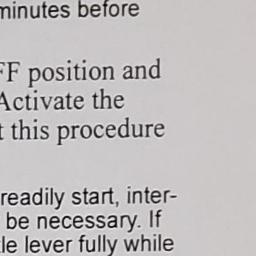 minutes before
FF position and
Activate the
t this procedure
readily start, inter-
be necessary. If
le lever fully while